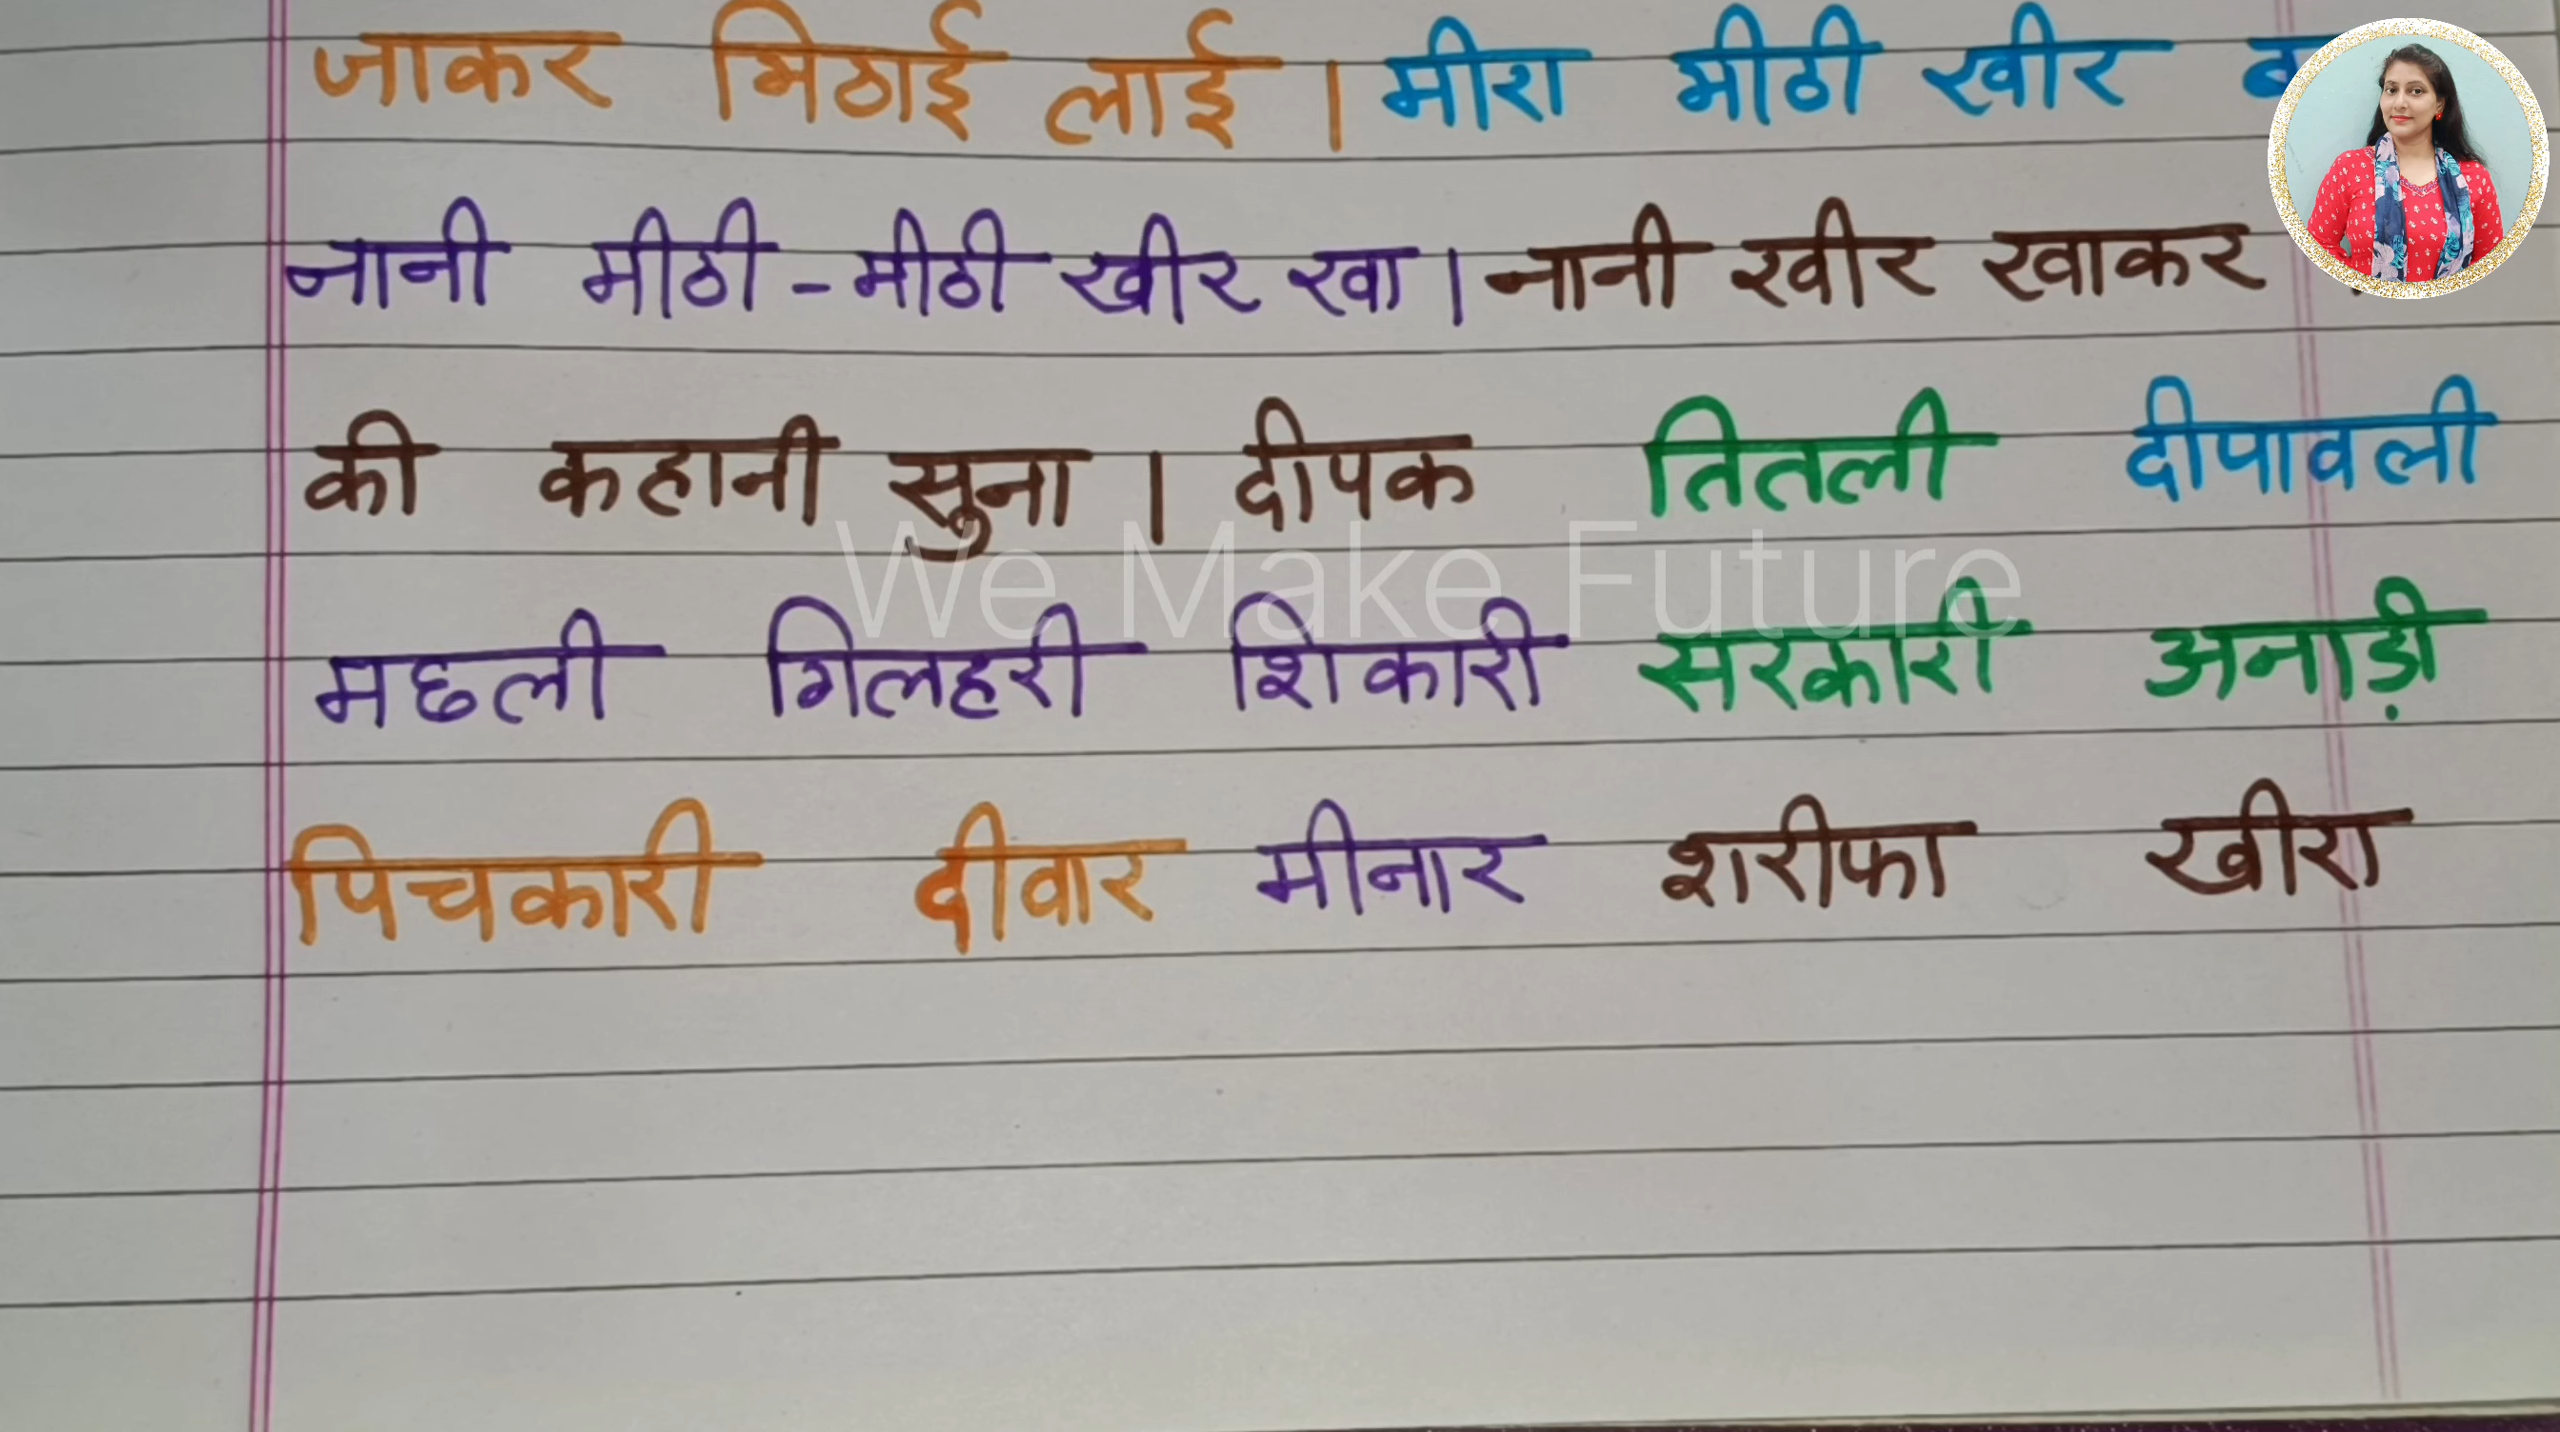 जाकर मिठाई लाई । मीरा मीठी खीर
नानी मीठी - मीठी खीर खा । नानी खीर खाकर
की कहानी सुना । दीपक तितली दीपावली
We Make Future
मछली गिलहरी शिकारी सरकारी अनाड़ी
पिचकारी दीवार मीनार शरीफा खीरा